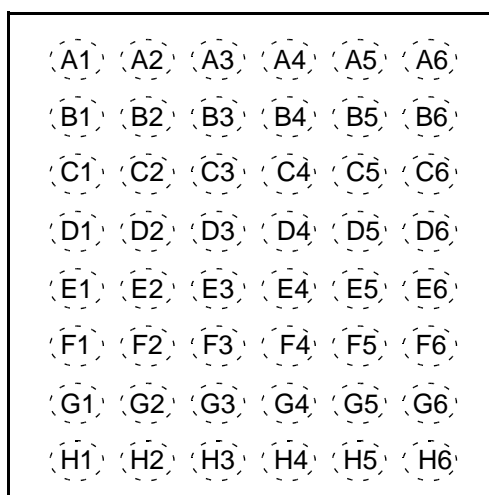 A1 A2 A3 A4 A5 A6
B1 B2 B3 B4 B5 B6
C1 C2 C3 C4 C5 C6
D1 D2 D3 D4 D5 D6
E1 E2 E3 E4 E5 E6
F1 F2 F3 F4 F5 F6
G1 G2 G3 G4 G5 G6
H1 H2 H3 H4 H5 H6